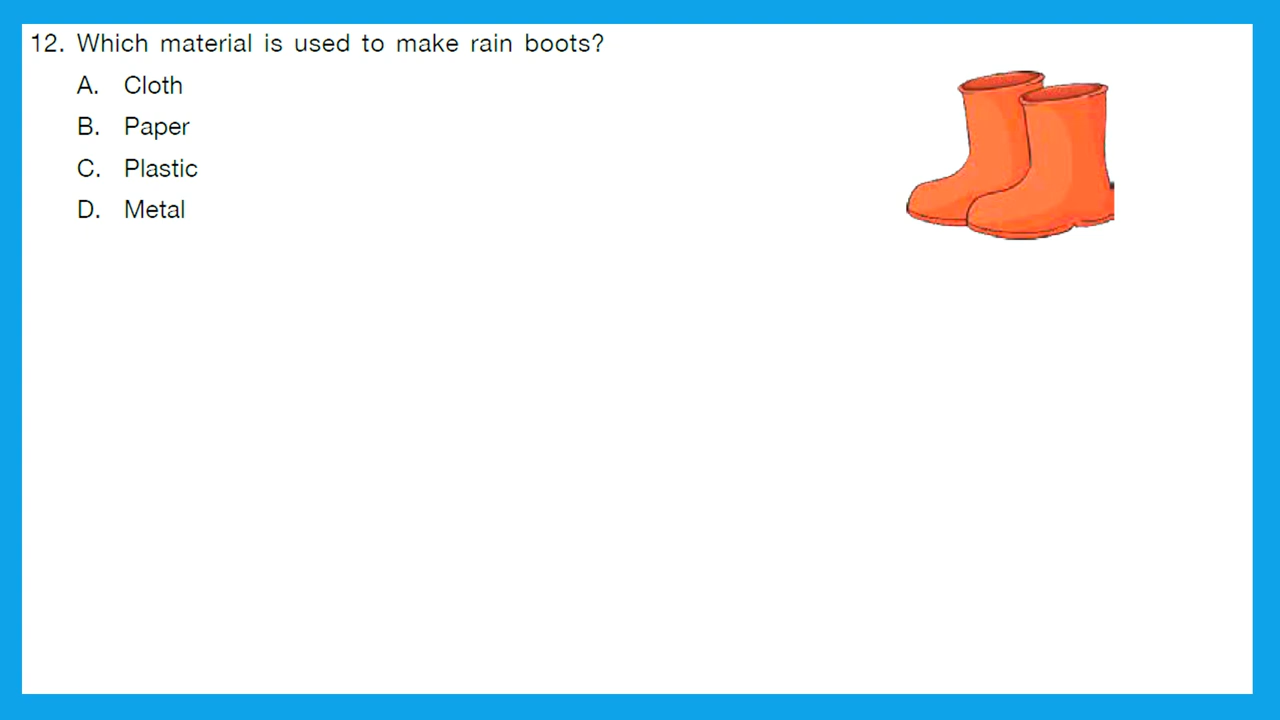 12. Which material is used to make rain boots?
A. Cloth
B. Paper
C. Plastic
D. Metal